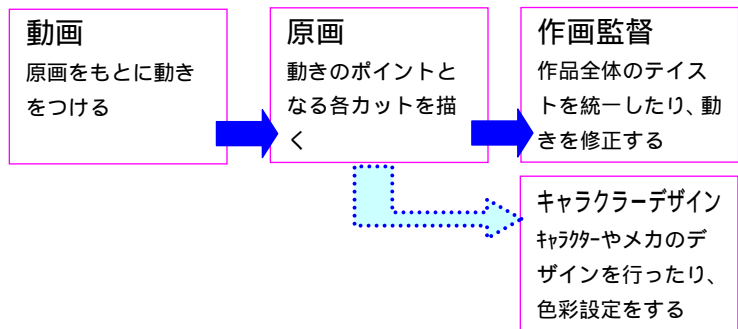 動画
原画をもとに動き
をつける
原画
動きのポイントと
なる各カットを描
く
作画監督
作品全体のテイス
トを統一したり、動
きを修正する
キャラクラーデザイン
ｷｬﾗｸﾀｰやメカのデ
ザインを行ったり、
色彩設定をする